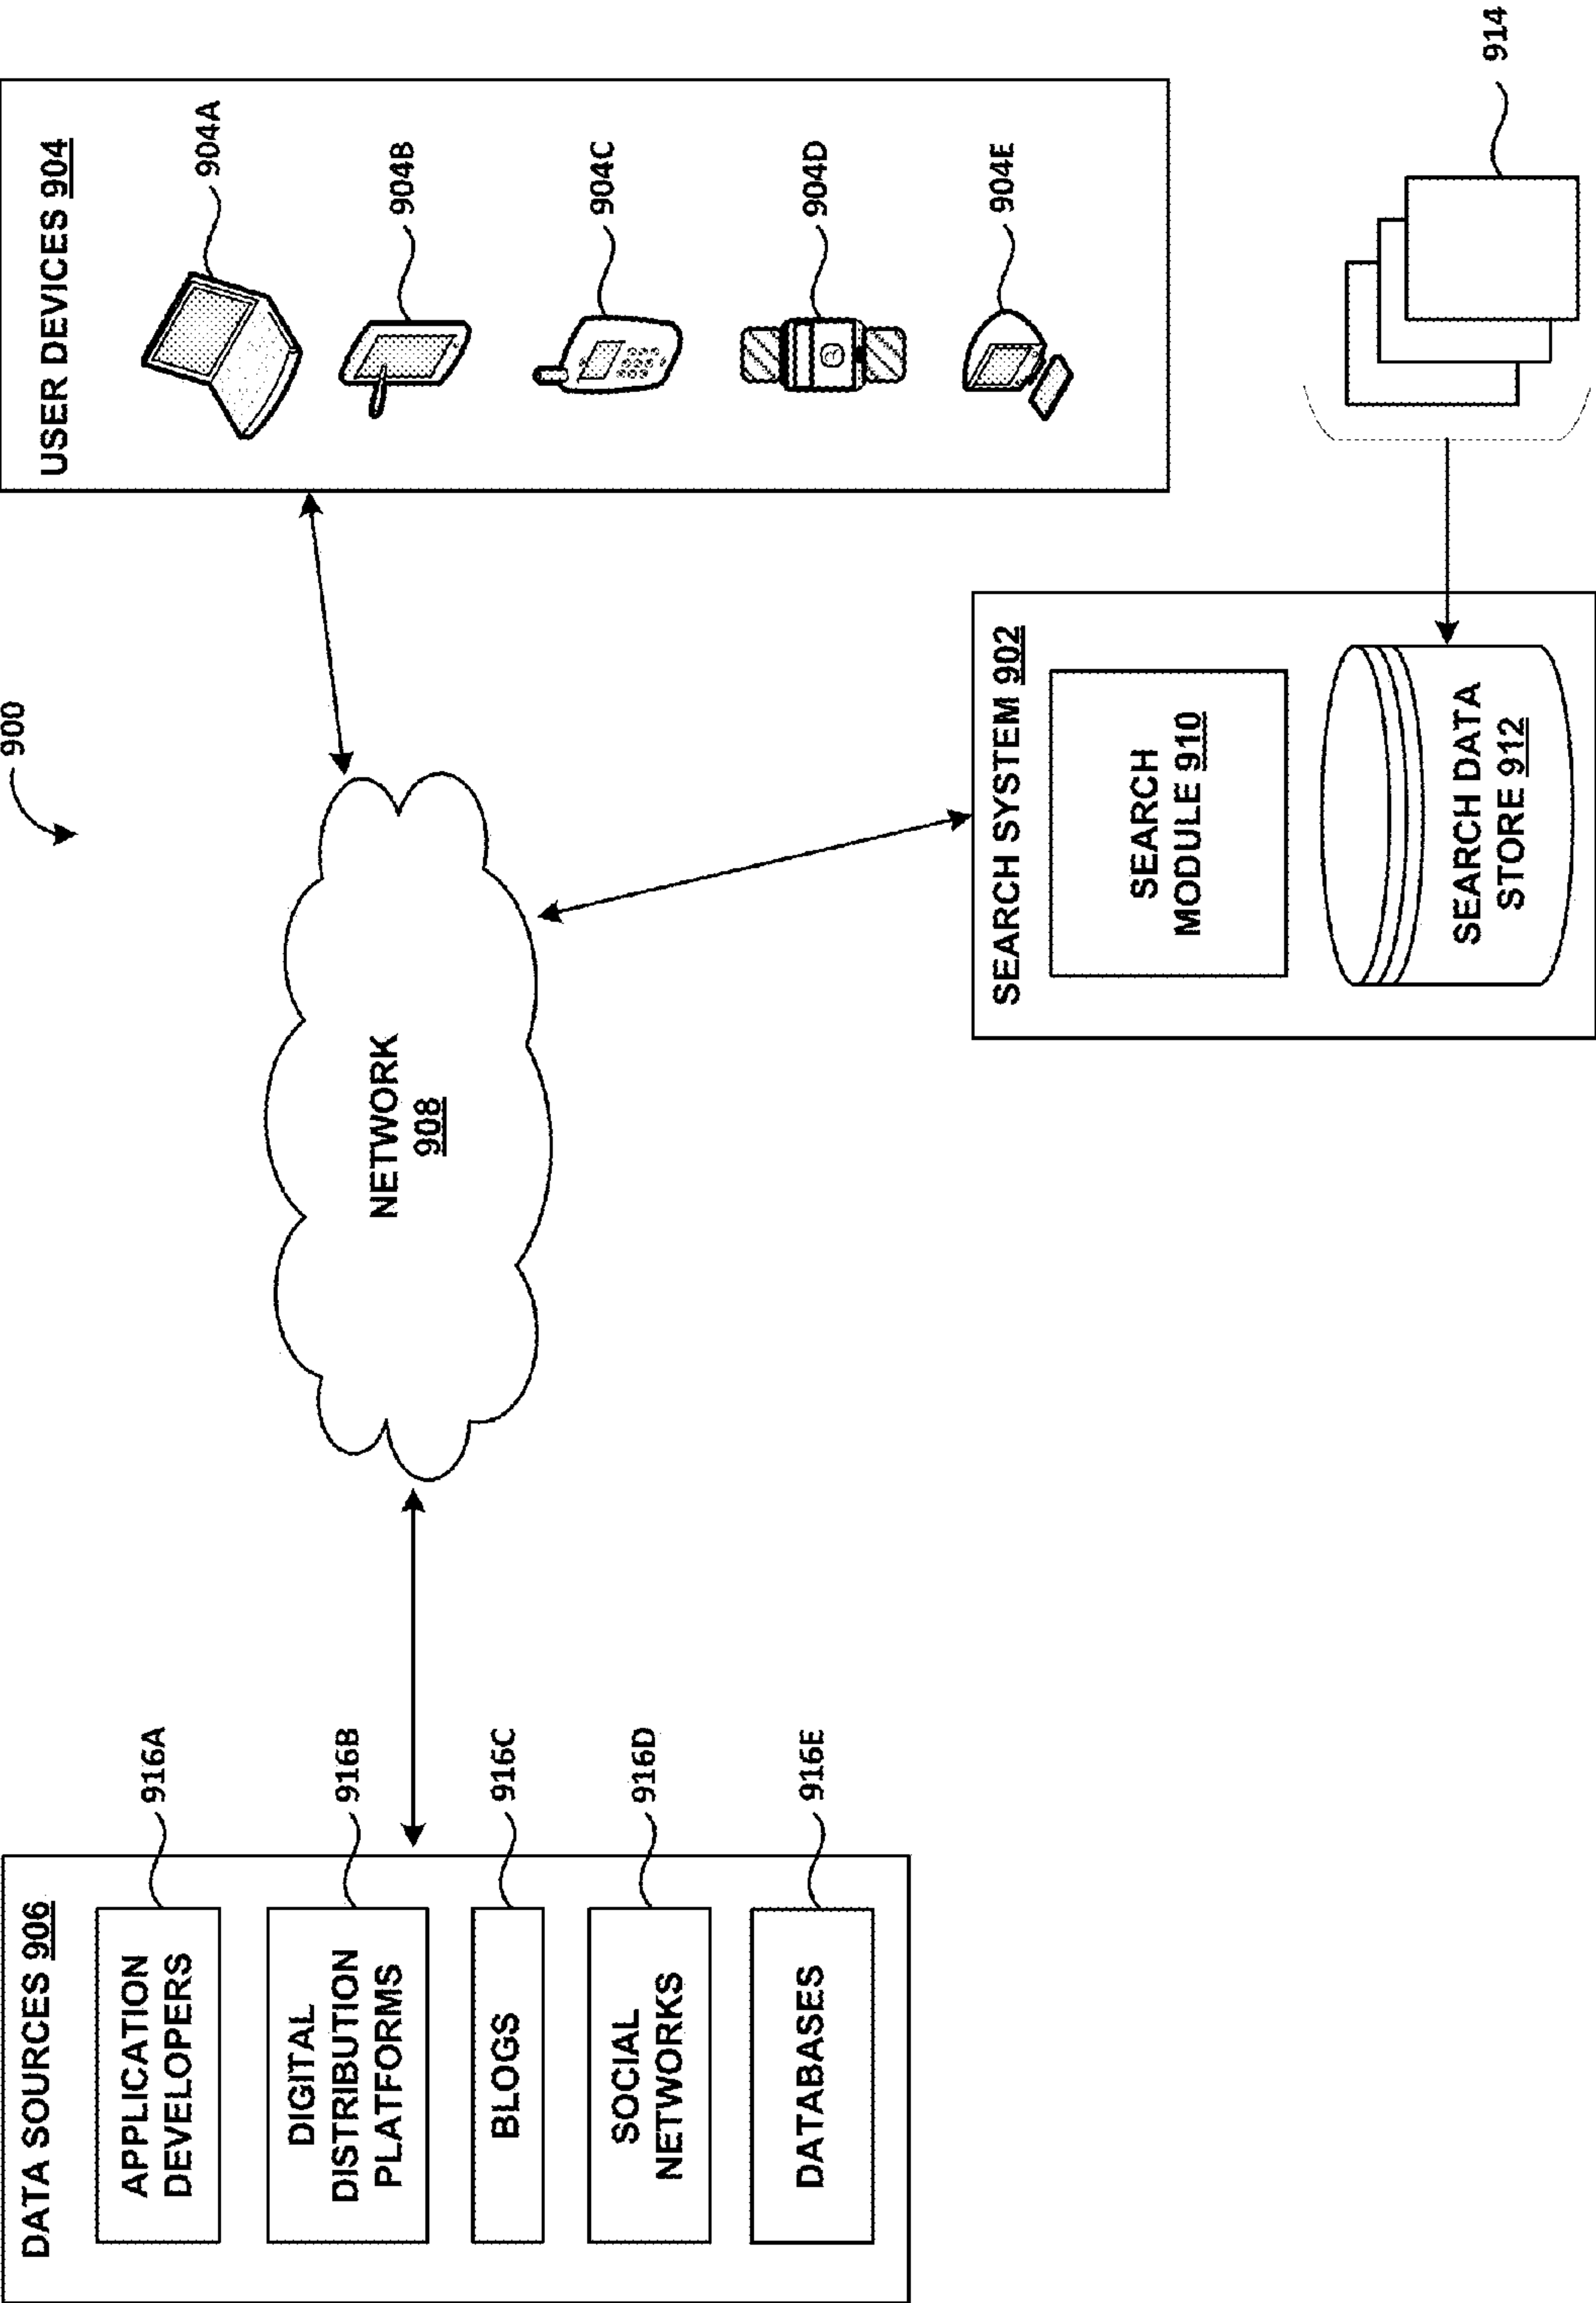 900
DATA SOURCES 906
APPLICATION
DEVELOPERS
916A
DIGITAL
DISTRIBUTION
PLATFORMS
916B
BLOGS
916C
SOCIAL
NETWORKS
916D
DATABASES
916E
NETWORK
908
USER DEVICES 904
904A
904B
904C
904D
904E
SEARCH SYSTEM 902
SEARCH
MODULE 910
SEARCH DATA
STORE 912
914